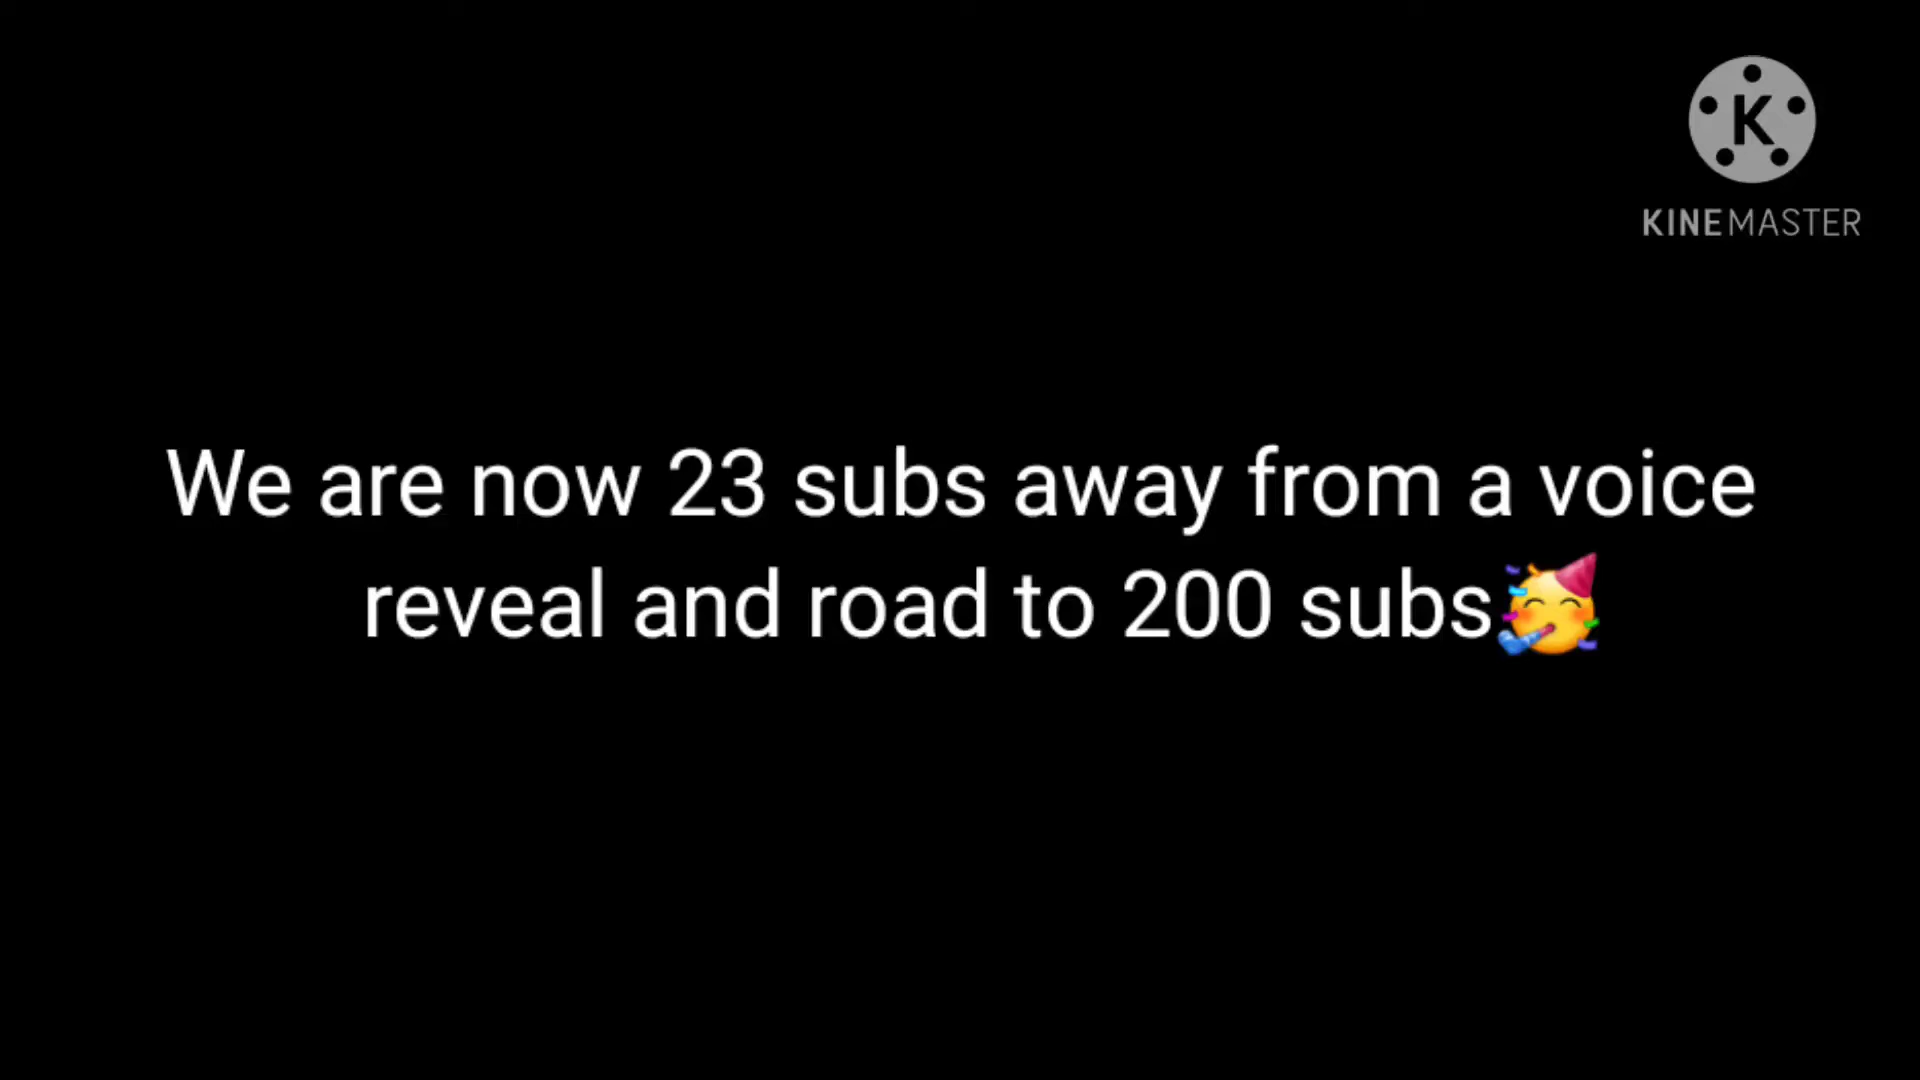 K
KINEMASTER
We are now 23 subs away from a voice
reveal and road to 200 subs🥳